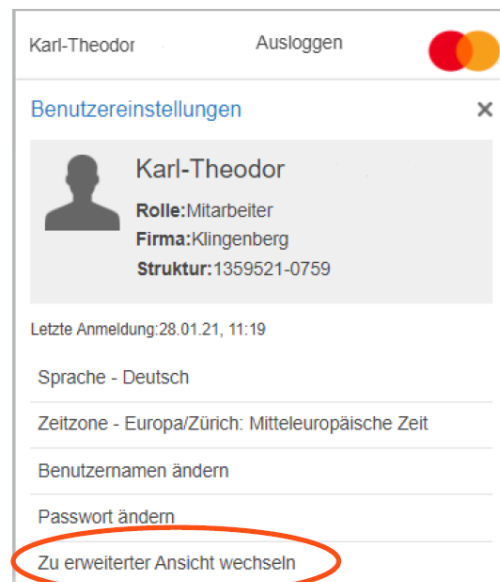 Karl-Theodor Ausloggen
Benutzereinstellungen ×
Karl-Theodor
Rolle:Mitarbeiter
Firma:Klingenberg
Struktur:1359521-0759
Letzte Anmeldung:28.01.21, 11:19
Sprache - Deutsch
Zeitzone - Europa/Zürich: Mitteleuropäische Zeit
Benutzernamen ändern
Passwort ändern
Zu erweiterter Ansicht wechseln